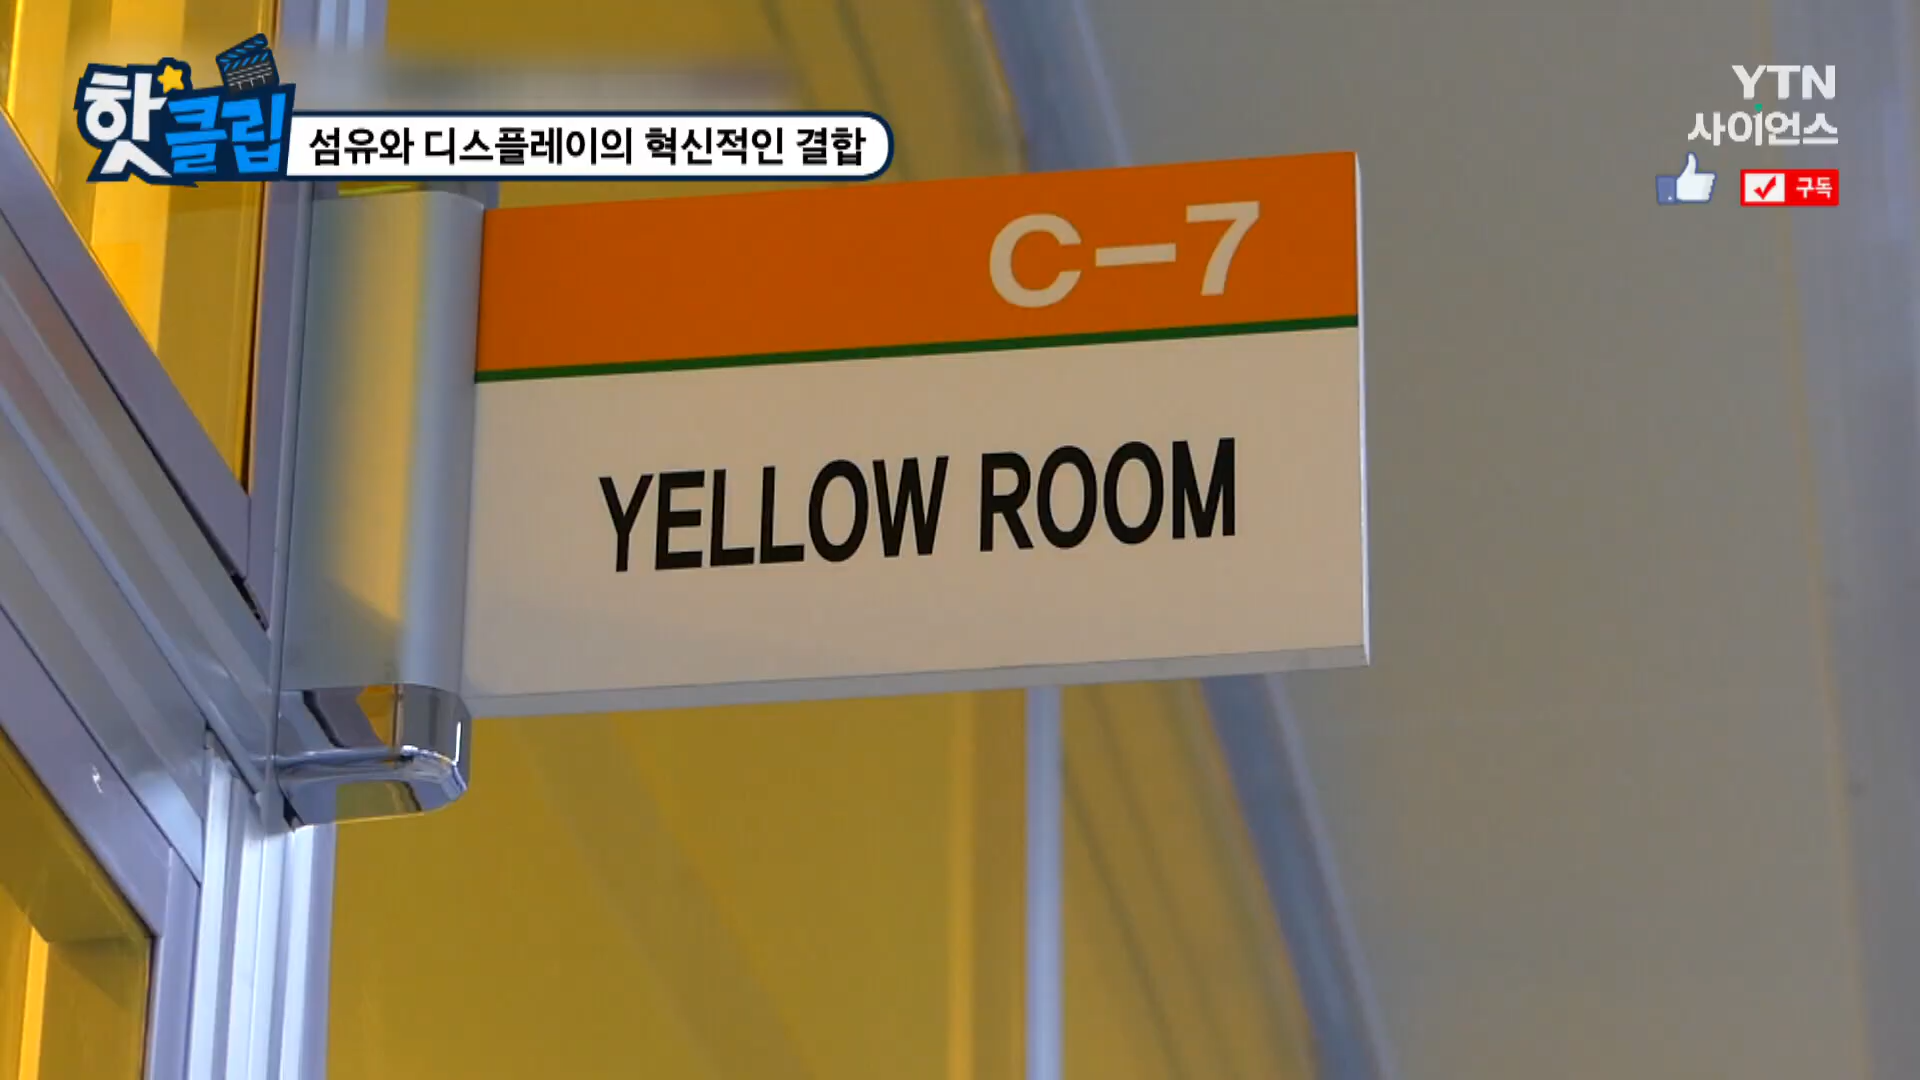 핫클립
섬유와 디스플레이의 혁신적인 결합
YTN
사이언스
구독
C-7
YELLOW ROOM